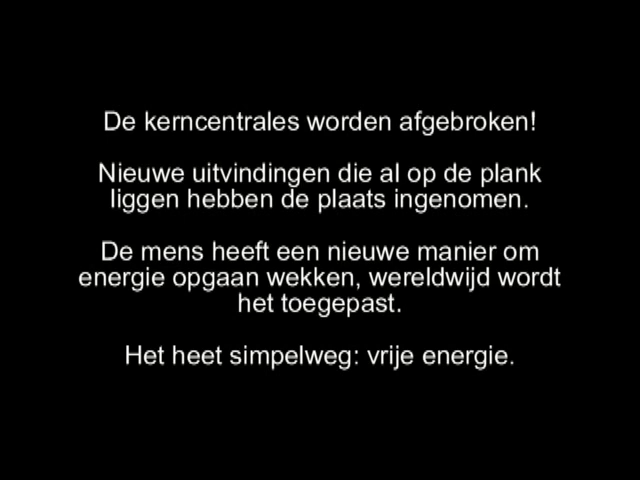 De kerncentrales worden afgebroken!
Nieuwe uitvindingen die al op de plank
liggen hebben de plaats ingenomen.
De mens heeft een nieuwe manier om
energie opgaan wekken, wereldwijd wordt
het toegepast.
Het heet simpelweg: vrije energie.